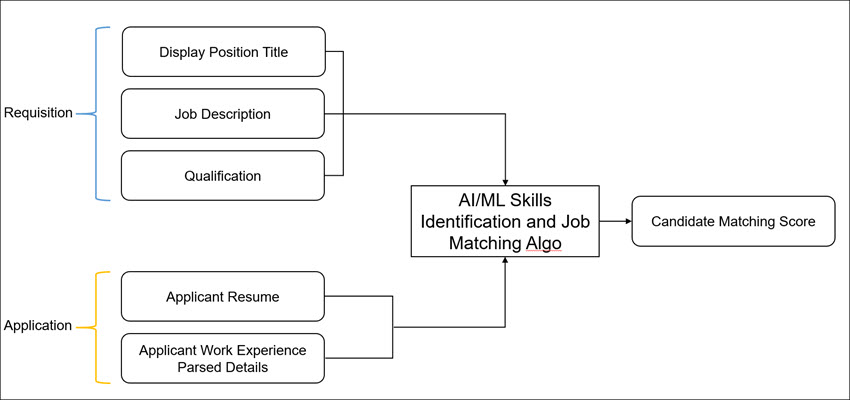 Requisition
Display Position Title
Job Description
Qualification
AI/ML Skills
Identification and Job
Matching Algo
Candidate Matching Score
Application
Applicant Resume
Applicant Work Experience
Parsed Details